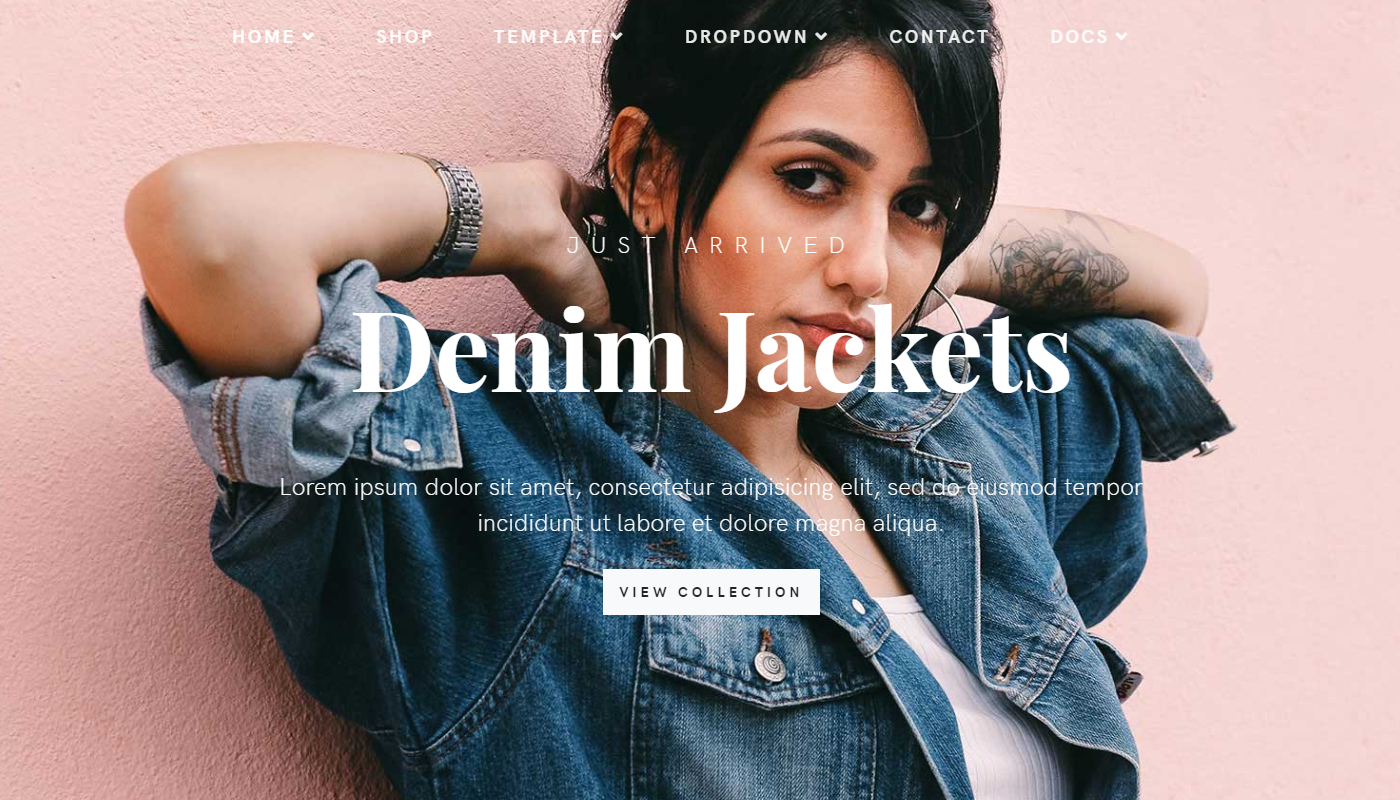 HOME SHOP TEMPLATE DROPDOWN CONTACT DOCS
JUST ARRIVED
Denim Jackets
Lorem ipsum dolor sit amet, consectetur adipisicing elit, sed do eiusmod tempor
incididunt ut labore et dolore magna aliqua.
VIEW COLLECTION